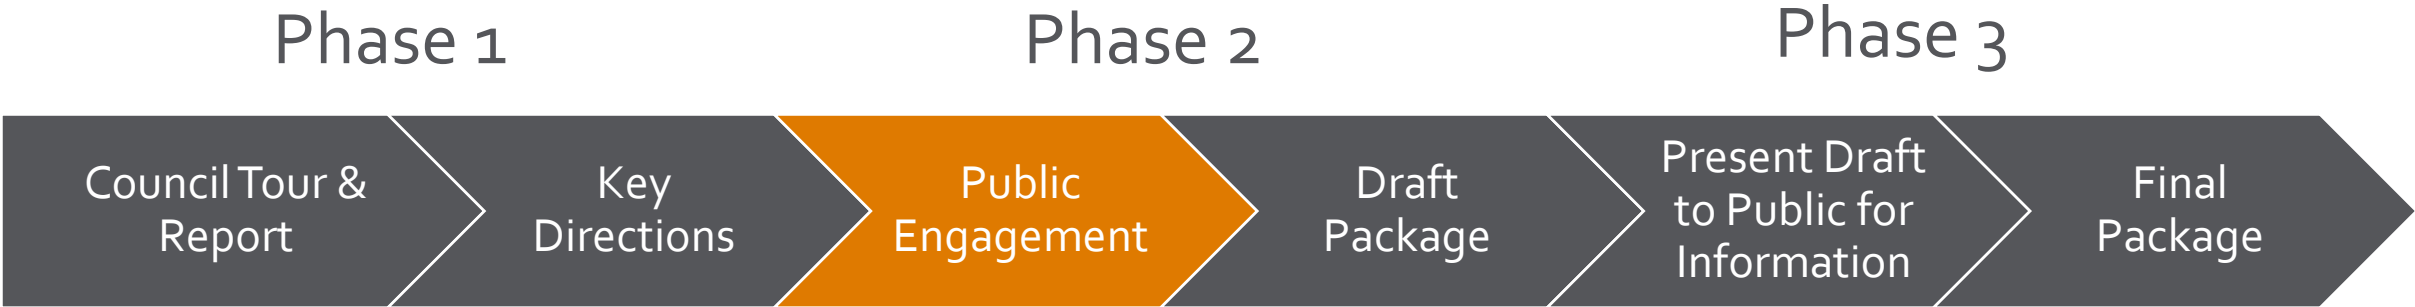 Phase 1
Phase 2
Phase 3
Council Tour &
Report
Key
Directions
Public
Engagement
Draft
Package
Present Draft
to Public for
Information
Final
Package